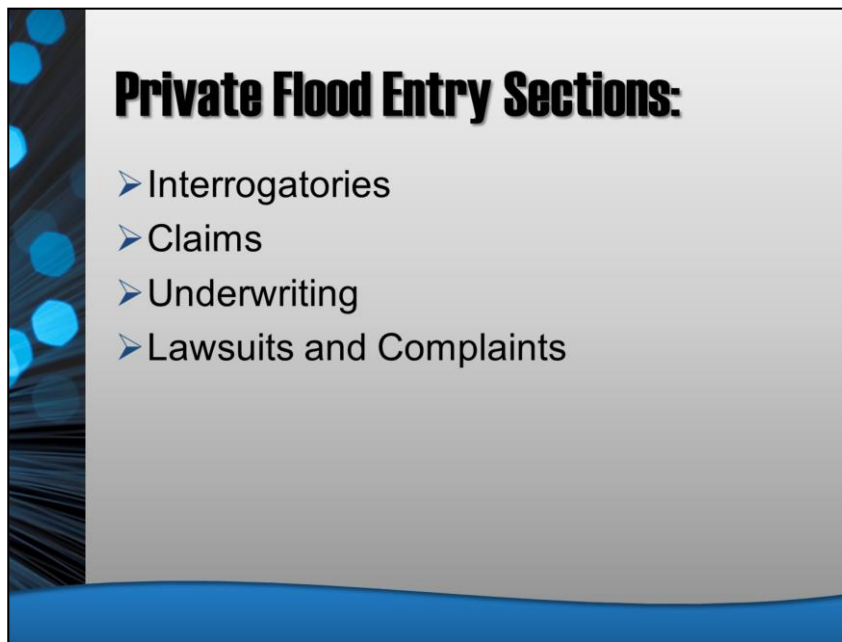 Private Flood Entry Sections:
➢Interrogatories
➢Claims
➢Underwriting
➢Lawsuits and Complaints